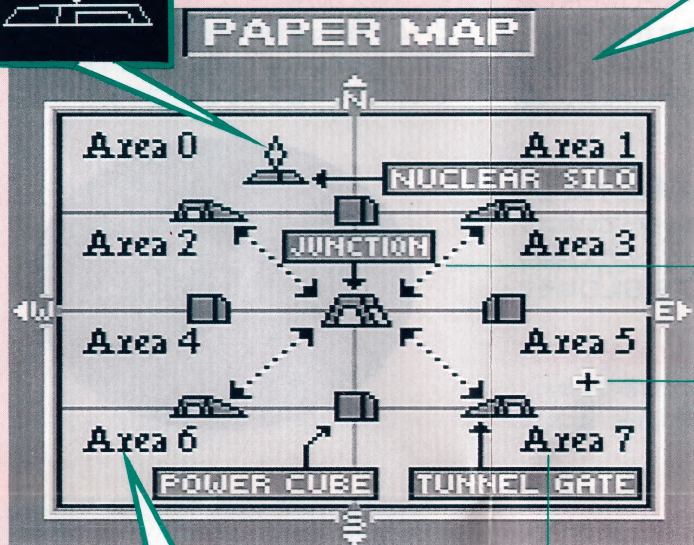 PAPER MAP
N
Area 0 Area 1
NUCLEAR SILO
Area 2 JUNCTION Area 3
W E
Area 4 Area 5
Area 6 Area 7
POWER CUBE TUNNEL GATE
S